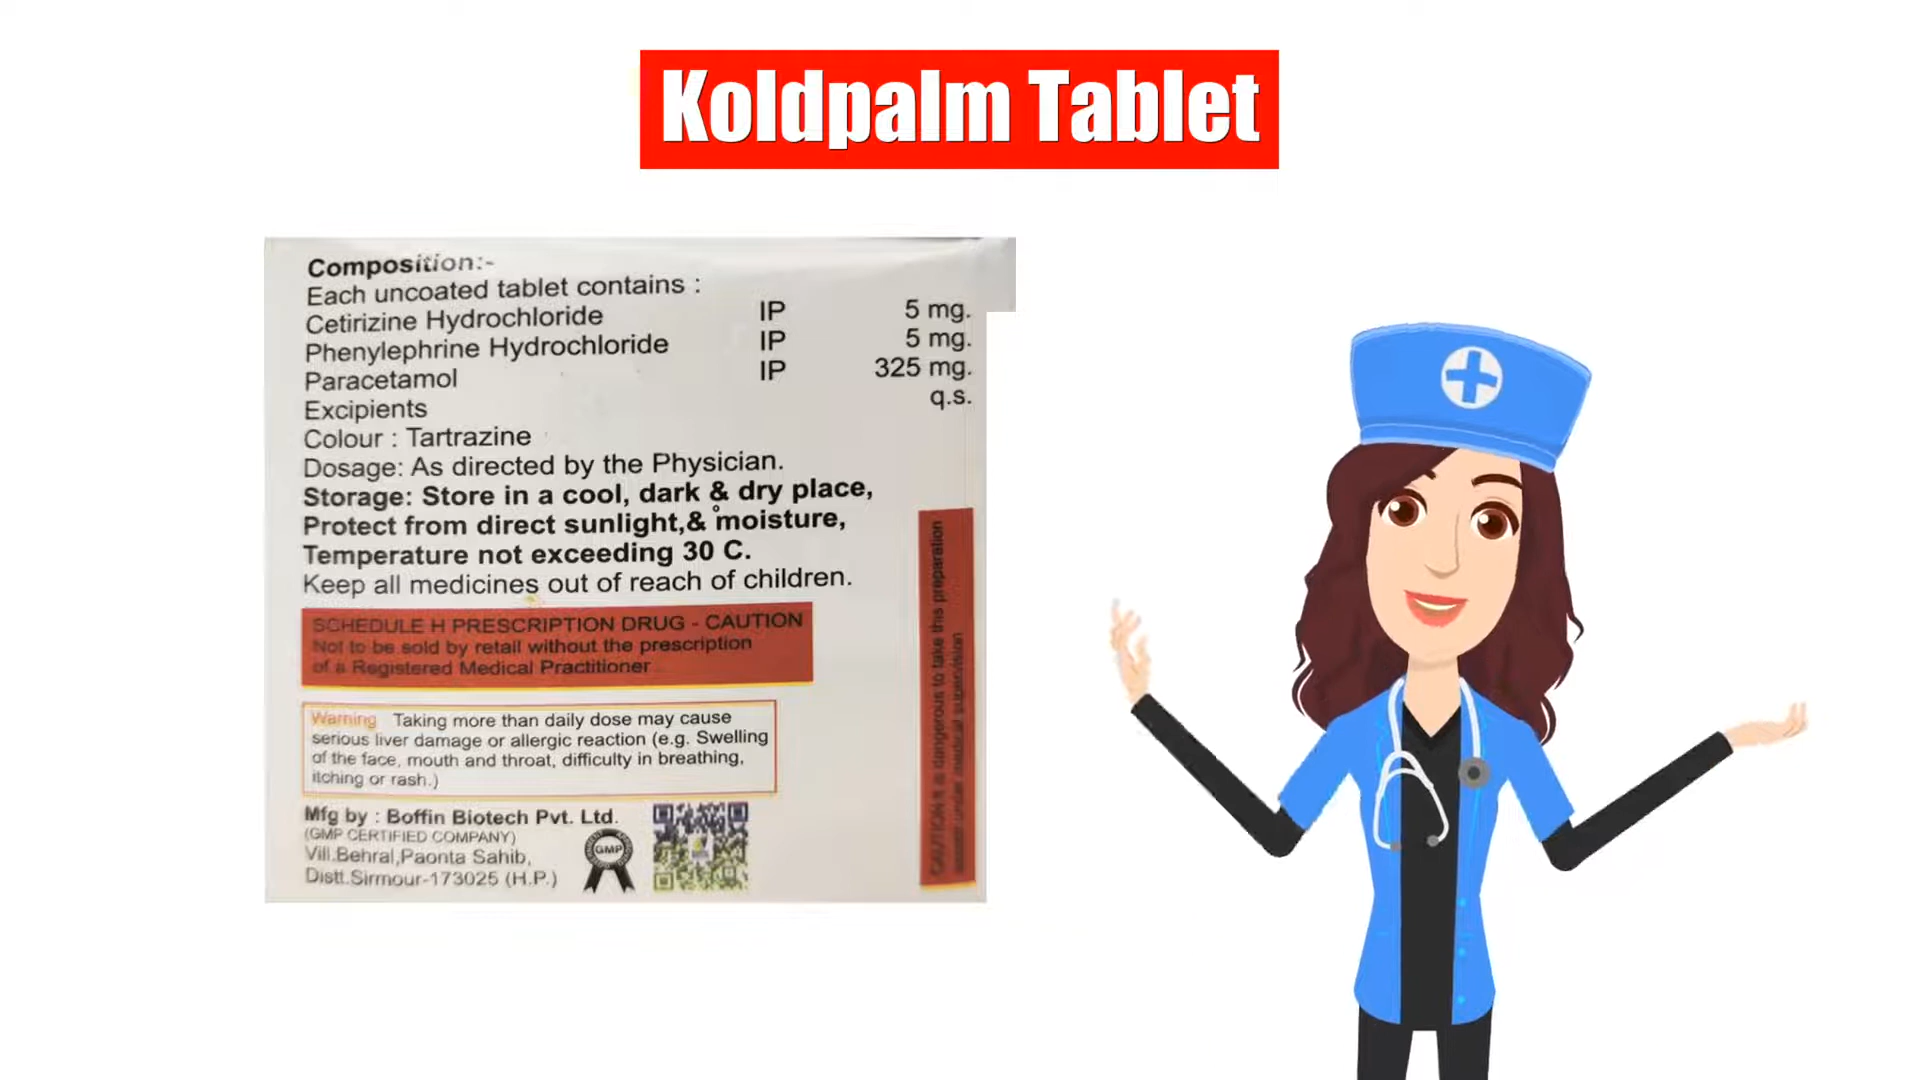 Koldpalm Tablet
Composition:-
Each uncoated tablet contains :
Cetirizine Hydrochloride IP 5 mg.
Phenylephrine Hydrochloride IP 5 mg.
Paracetamol IP 325 mg.
Excipients q.s.
Colour : Tartrazine
Dosage: As directed by the Physician.
Storage: Store in a cool, dark & dry place,
Protect from direct sunlight,& moisture,
Temperature not exceeding 30 C.
Keep all medicines out of reach of children.
SCHEDULE H PRESCRIPTION DRUG - CAUTION
Not to be sold by retail without the prescription
of a Registered Medical Practitioner
Warning Taking more than daily dose may cause
serious liver damage or allergic reaction (e.g. Swelling
of the face, mouth and throat, difficulty in breathing,
itching or rash.)
Mfg by : Boffin Biotech Pvt. Ltd.
(GMP CERTIFIED COMPANY)
Vill.Behral,Paonta Sahib,
Distt.Sirmour-173025 (H.P.)
GMP
CAUTION It is dangerous to take this preparation
except under medical supervision